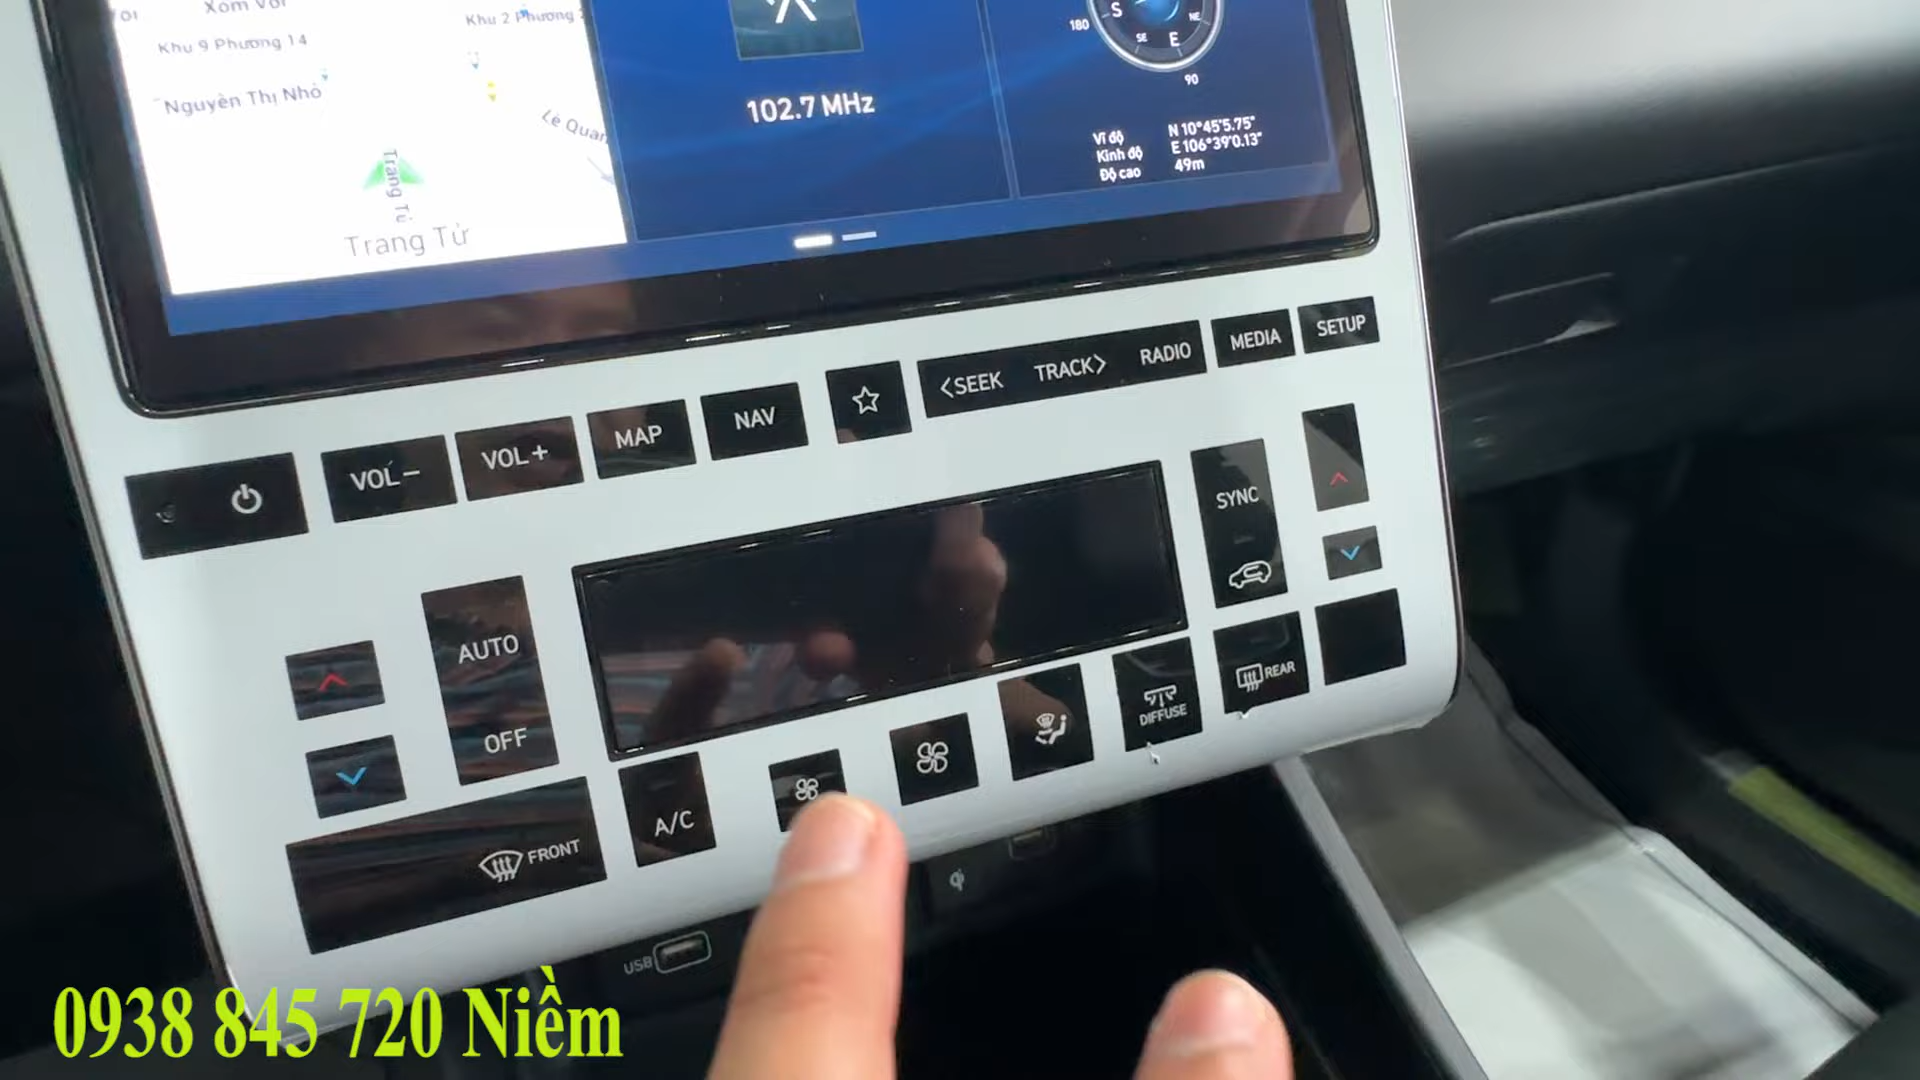 Xóm Vôi
Khu 2 Phường
Khu 9 Phường 14
Nguyễn Thị Nhỏ
Lê Quan
Trang Tử
Trang Tử
102.7 MHz
S
SE
E
NE
180
90
Vĩ độ N 10°45'5.75"
Kinh độ E 106°39'0.13"
Độ cao 49m
VOL−
VOL+
MAP
NAV
<SEEK
TRACK>
RADIO
MEDIA
SETUP
AUTO
OFF
SYNC
FRONT
A/C
DIFFUSE
REAR
USB
0938 845 720 Niềm